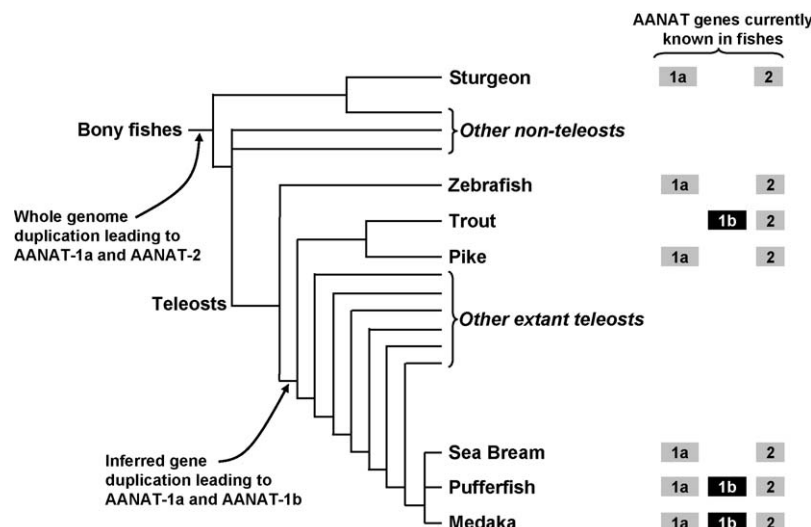 AANAT genes currently
known in fishes
Sturgeon 1a 2
Bony fishes
Other non-teleosts
Zebrafish 1a 2
Whole genome
duplication leading to
AANAT-1a and AANAT-2
Trout 1b 2
Pike 1a 2
Teleosts
Other extant teleosts
Inferred gene
duplication leading to
AANAT-1a and AANAT-1b
Sea Bream 1a 2
Pufferfish 1a 1b 2
Medaka 1a 1b 2